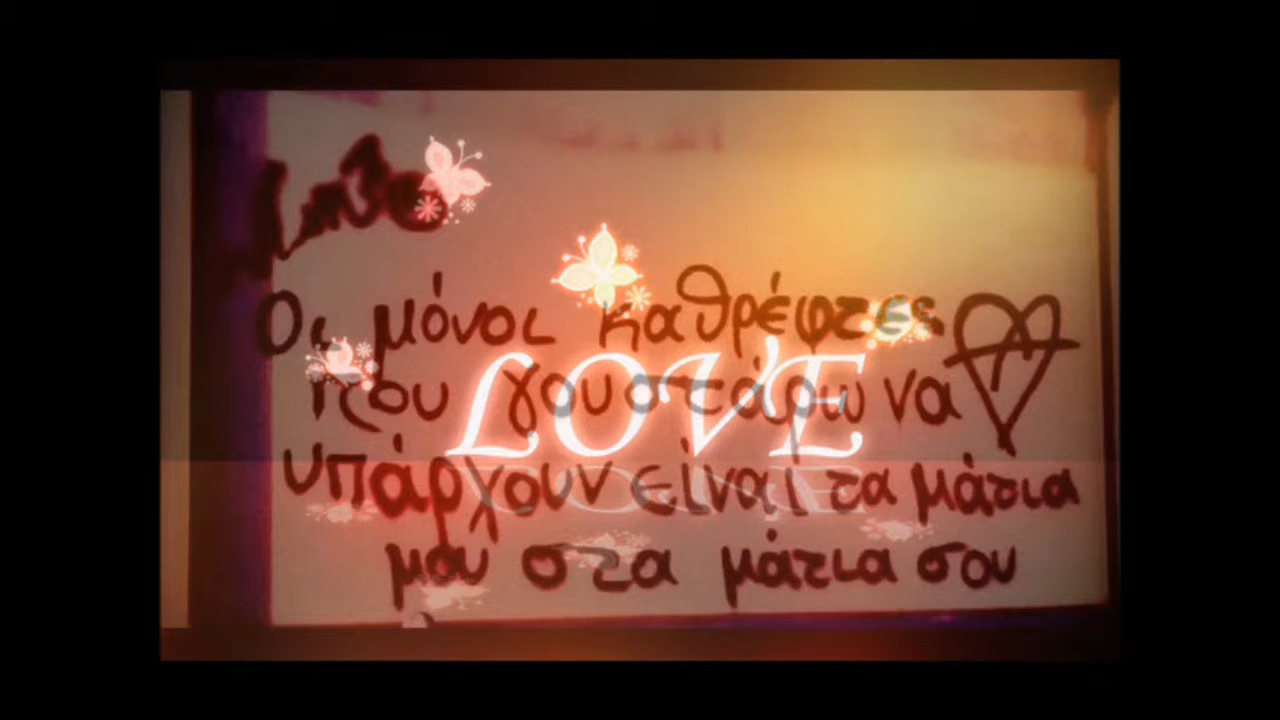 Οι μόνοι καθρέφτες
που γουστάρω να
LOVE
υπάρχουν είναι τα μάτια
μου στα μάτια σου